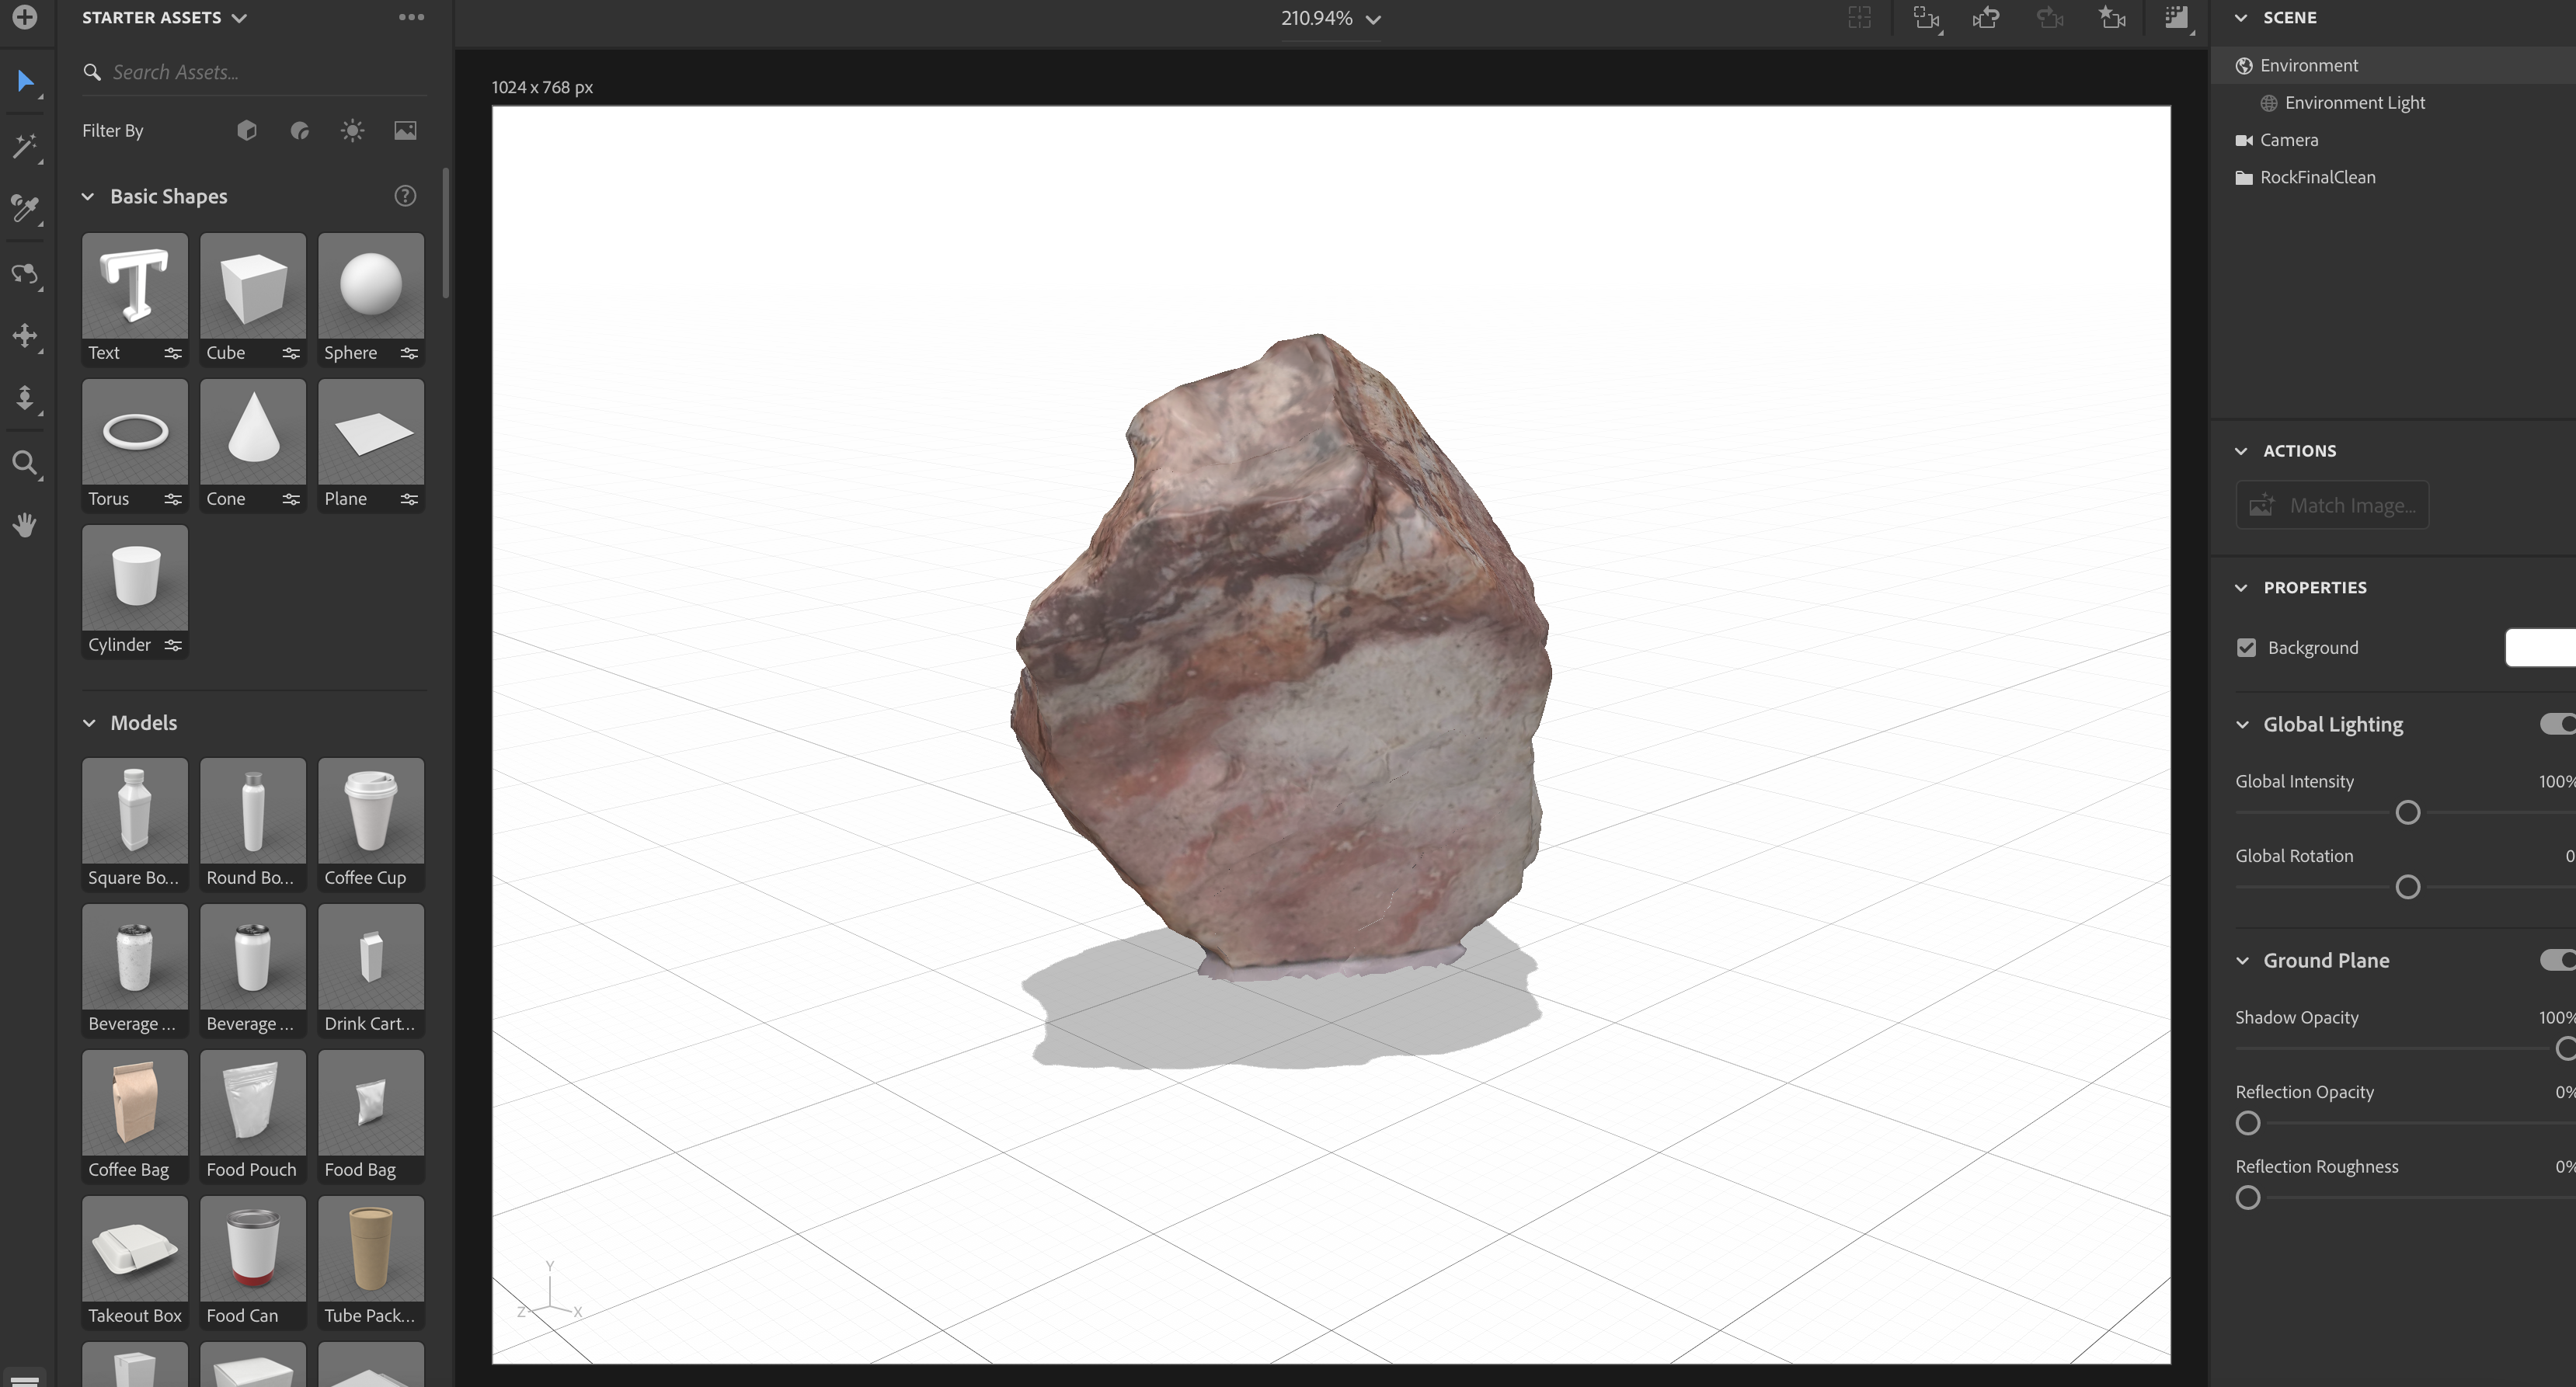 STARTER ASSETS
Search Assets...
Filter By
Basic Shapes
?
Text
Cube
Sphere
Torus
Cone
Plane
Cylinder
Models
Square Bo...
Round Bo...
Coffee Cup
Beverage ...
Beverage ...
Drink Cart...
Coffee Bag
Food Pouch
Food Bag
Takeout Box
Food Can
Tube Pack...
210.94%
1024 x 768 px
Y
Z
X
SCENE
Environment
Environment Light
Camera
RockFinalClean
ACTIONS
Match Image...
PROPERTIES
Background
Global Lighting
Global Intensity 100%
Global Rotation 0
Ground Plane
Shadow Opacity 100%
Reflection Opacity 0%
Reflection Roughness 0%